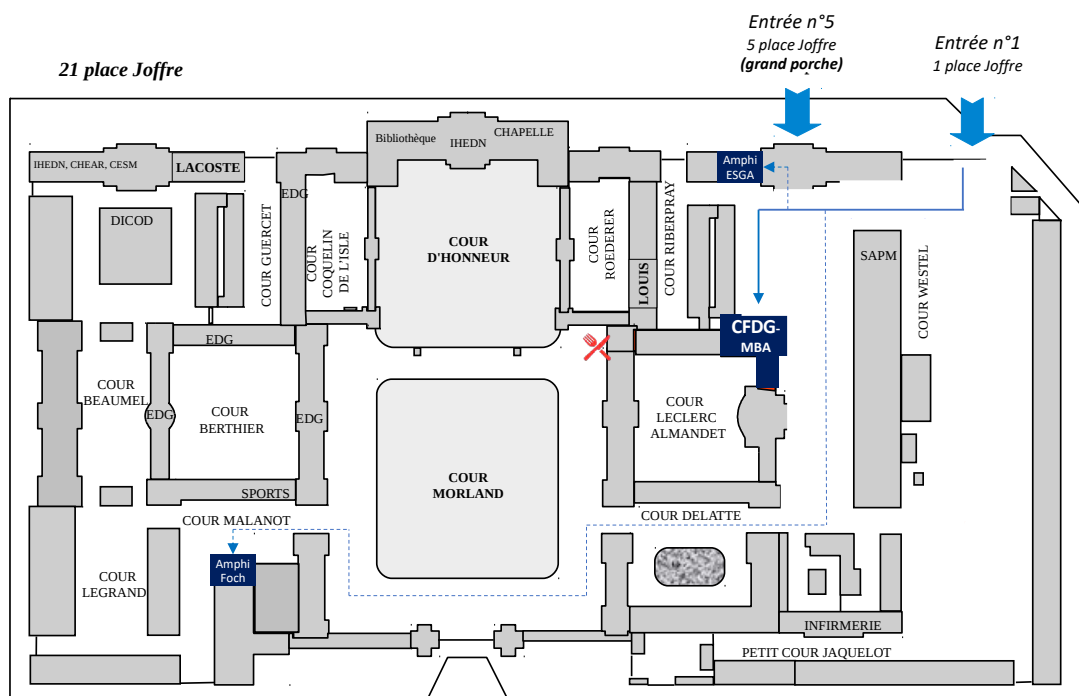 Entrée n°5
5 place Joffre
(grand porche)
Entrée n°1
1 place Joffre
21 place Joffre
Bibliothèque
CHAPELLE
IHEDN
IHEDN, CHEAR, CESM
LACOSTE
Amphi
ESGA
EDG
DICOD
COUR GUERCET
COUR
COQUELIN
DE L'ISLE
COUR
D'HONNEUR
COUR
ROEDERER
LOUIS
COUR RIBERPRAY
SAPM
COUR WESTEL
EDG
CFDG-
MBA
COUR
BEAUMEL
EDG
COUR
BERTHIER
EDG
COUR
LECLERC
ALMANDET
COUR
MORLAND
SPORTS
COUR MALANOT
COUR DELATTE
Amphi
Foch
COUR
LEGRAND
INFIRMERIE
PETIT COUR JAQUELOT